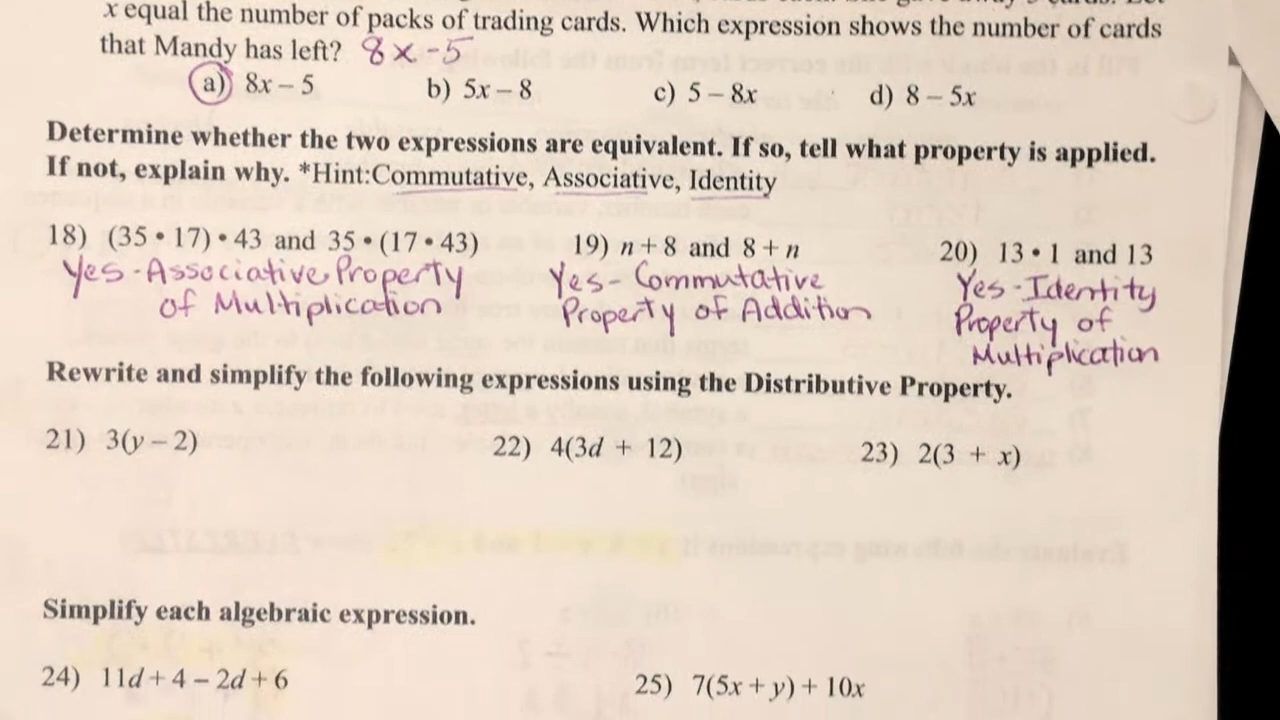 x equal the number of packs of trading cards. Which expression shows the number of cards
that Mandy has left? 8x-5
a) 8x – 5 b) 5x – 8 c) 5 – 8x d) 8 – 5x
Determine whether the two expressions are equivalent. If so, tell what property is applied.
If not, explain why. *Hint:Commutative, Associative, Identity
18) (35 • 17) • 43 and 35 • (17 • 43) 19) n + 8 and 8 + n 20) 13 • 1 and 13
Yes - Associative Property Yes - Commutative Yes - Identity
of Multiplication Property of Addition Property of
Multiplication
Rewrite and simplify the following expressions using the Distributive Property.
21) 3(y – 2) 22) 4(3d + 12) 23) 2(3 + x)
Simplify each algebraic expression.
24) 11d + 4 – 2d + 6 25) 7(5x + y) + 10x